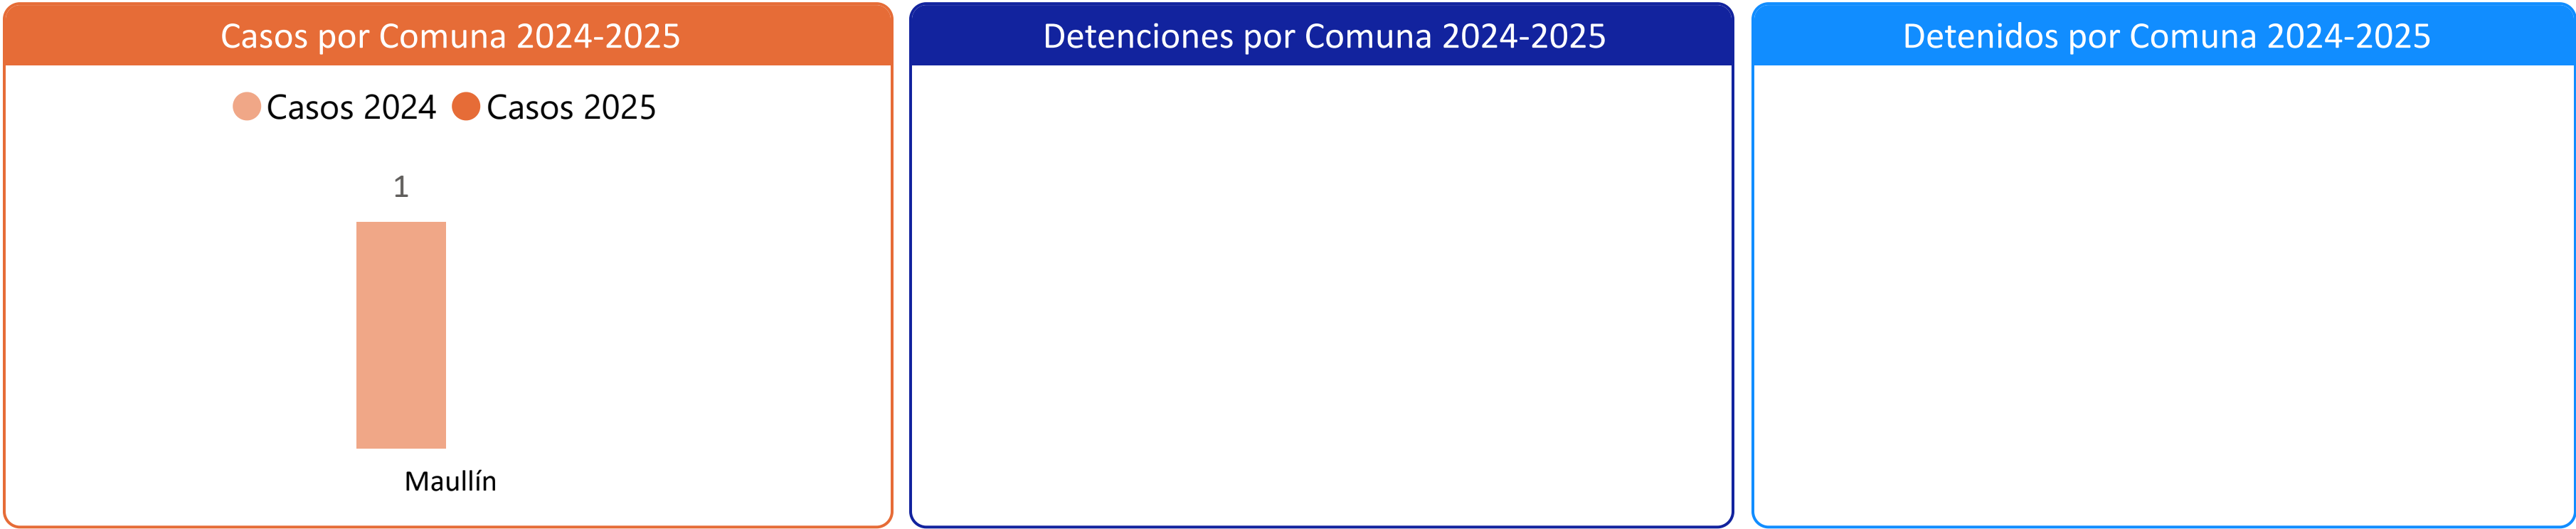 Casos por Comuna 2024-2025
Casos 2024 Casos 2025
1
Maullín
Detenciones por Comuna 2024-2025
Detenidos por Comuna 2024-2025